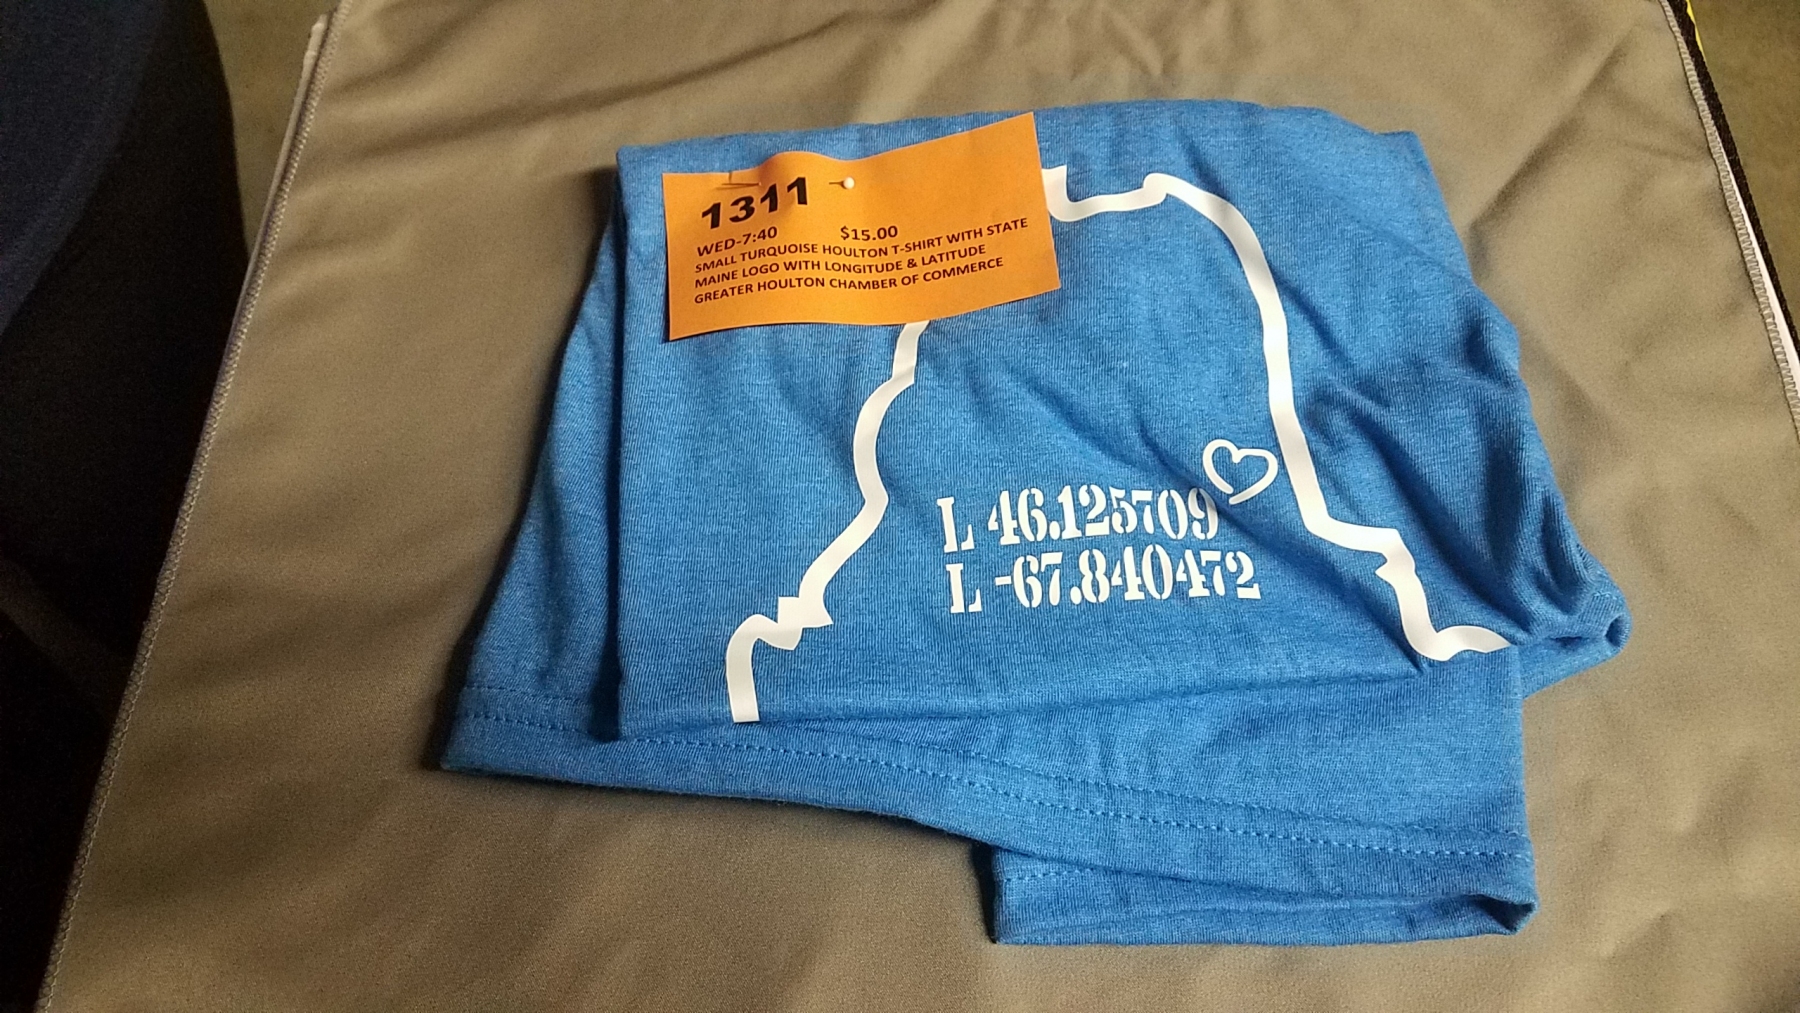 1311
WED-7:40 $15.00
SMALL TURQUOISE HOULTON T-SHIRT WITH STATE
MAINE LOGO WITH LONGITUDE & LATITUDE
GREATER HOULTON CHAMBER OF COMMERCE
L 46.125709
L -67.840472